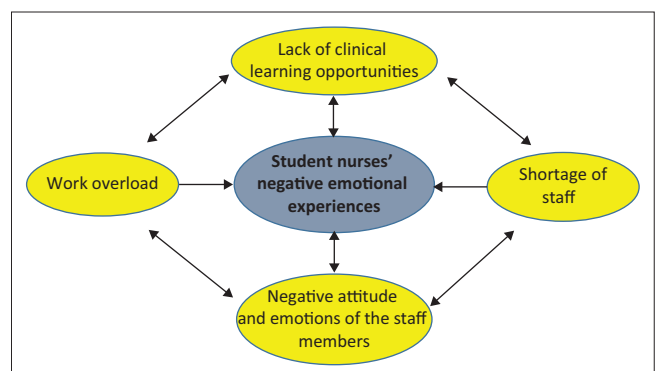 Lack of clinical
learning opportunities
Student nurses’
negative emotional
experiences
Work overload
Shortage of
staff
Negative attitude
and emotions of the staff
members